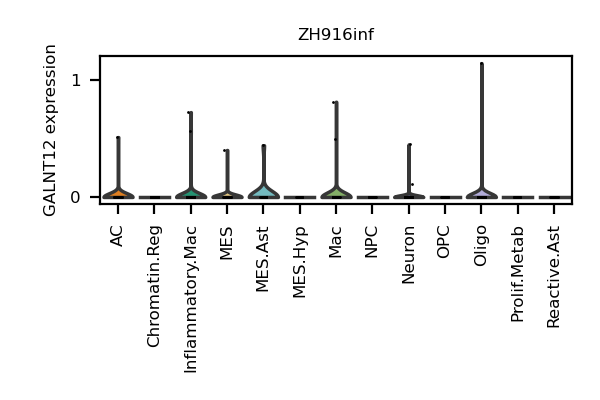 ZH916inf
GALNT12 expression
1
0
AC
Chromatin.Reg
Inflammatory.Mac
MES
MES.Ast
MES.Hyp
Mac
NPC
Neuron
OPC
Oligo
Prolif.Metab
Reactive.Ast